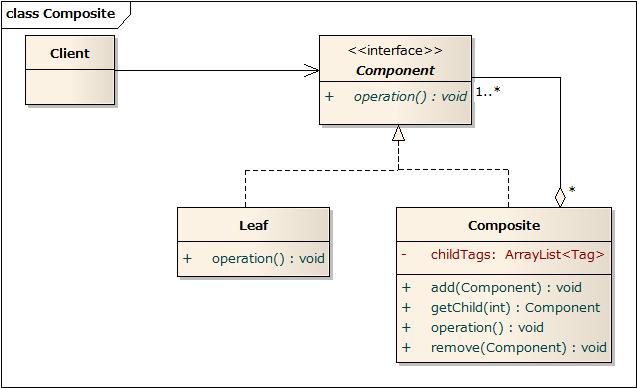 class Composite
Client
<<interface>>
Component
+ operation() : void
1..*
*
Leaf
+ operation() : void
Composite
- childTags: ArrayList<Tag>
+ add(Component) : void
+ getChild(int) : Component
+ operation() : void
+ remove(Component) : void